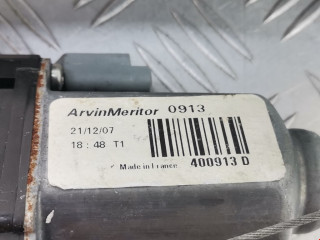 ArvinMeritor 0913
21/12/07
18 : 48 T1
Made in France 400913 D